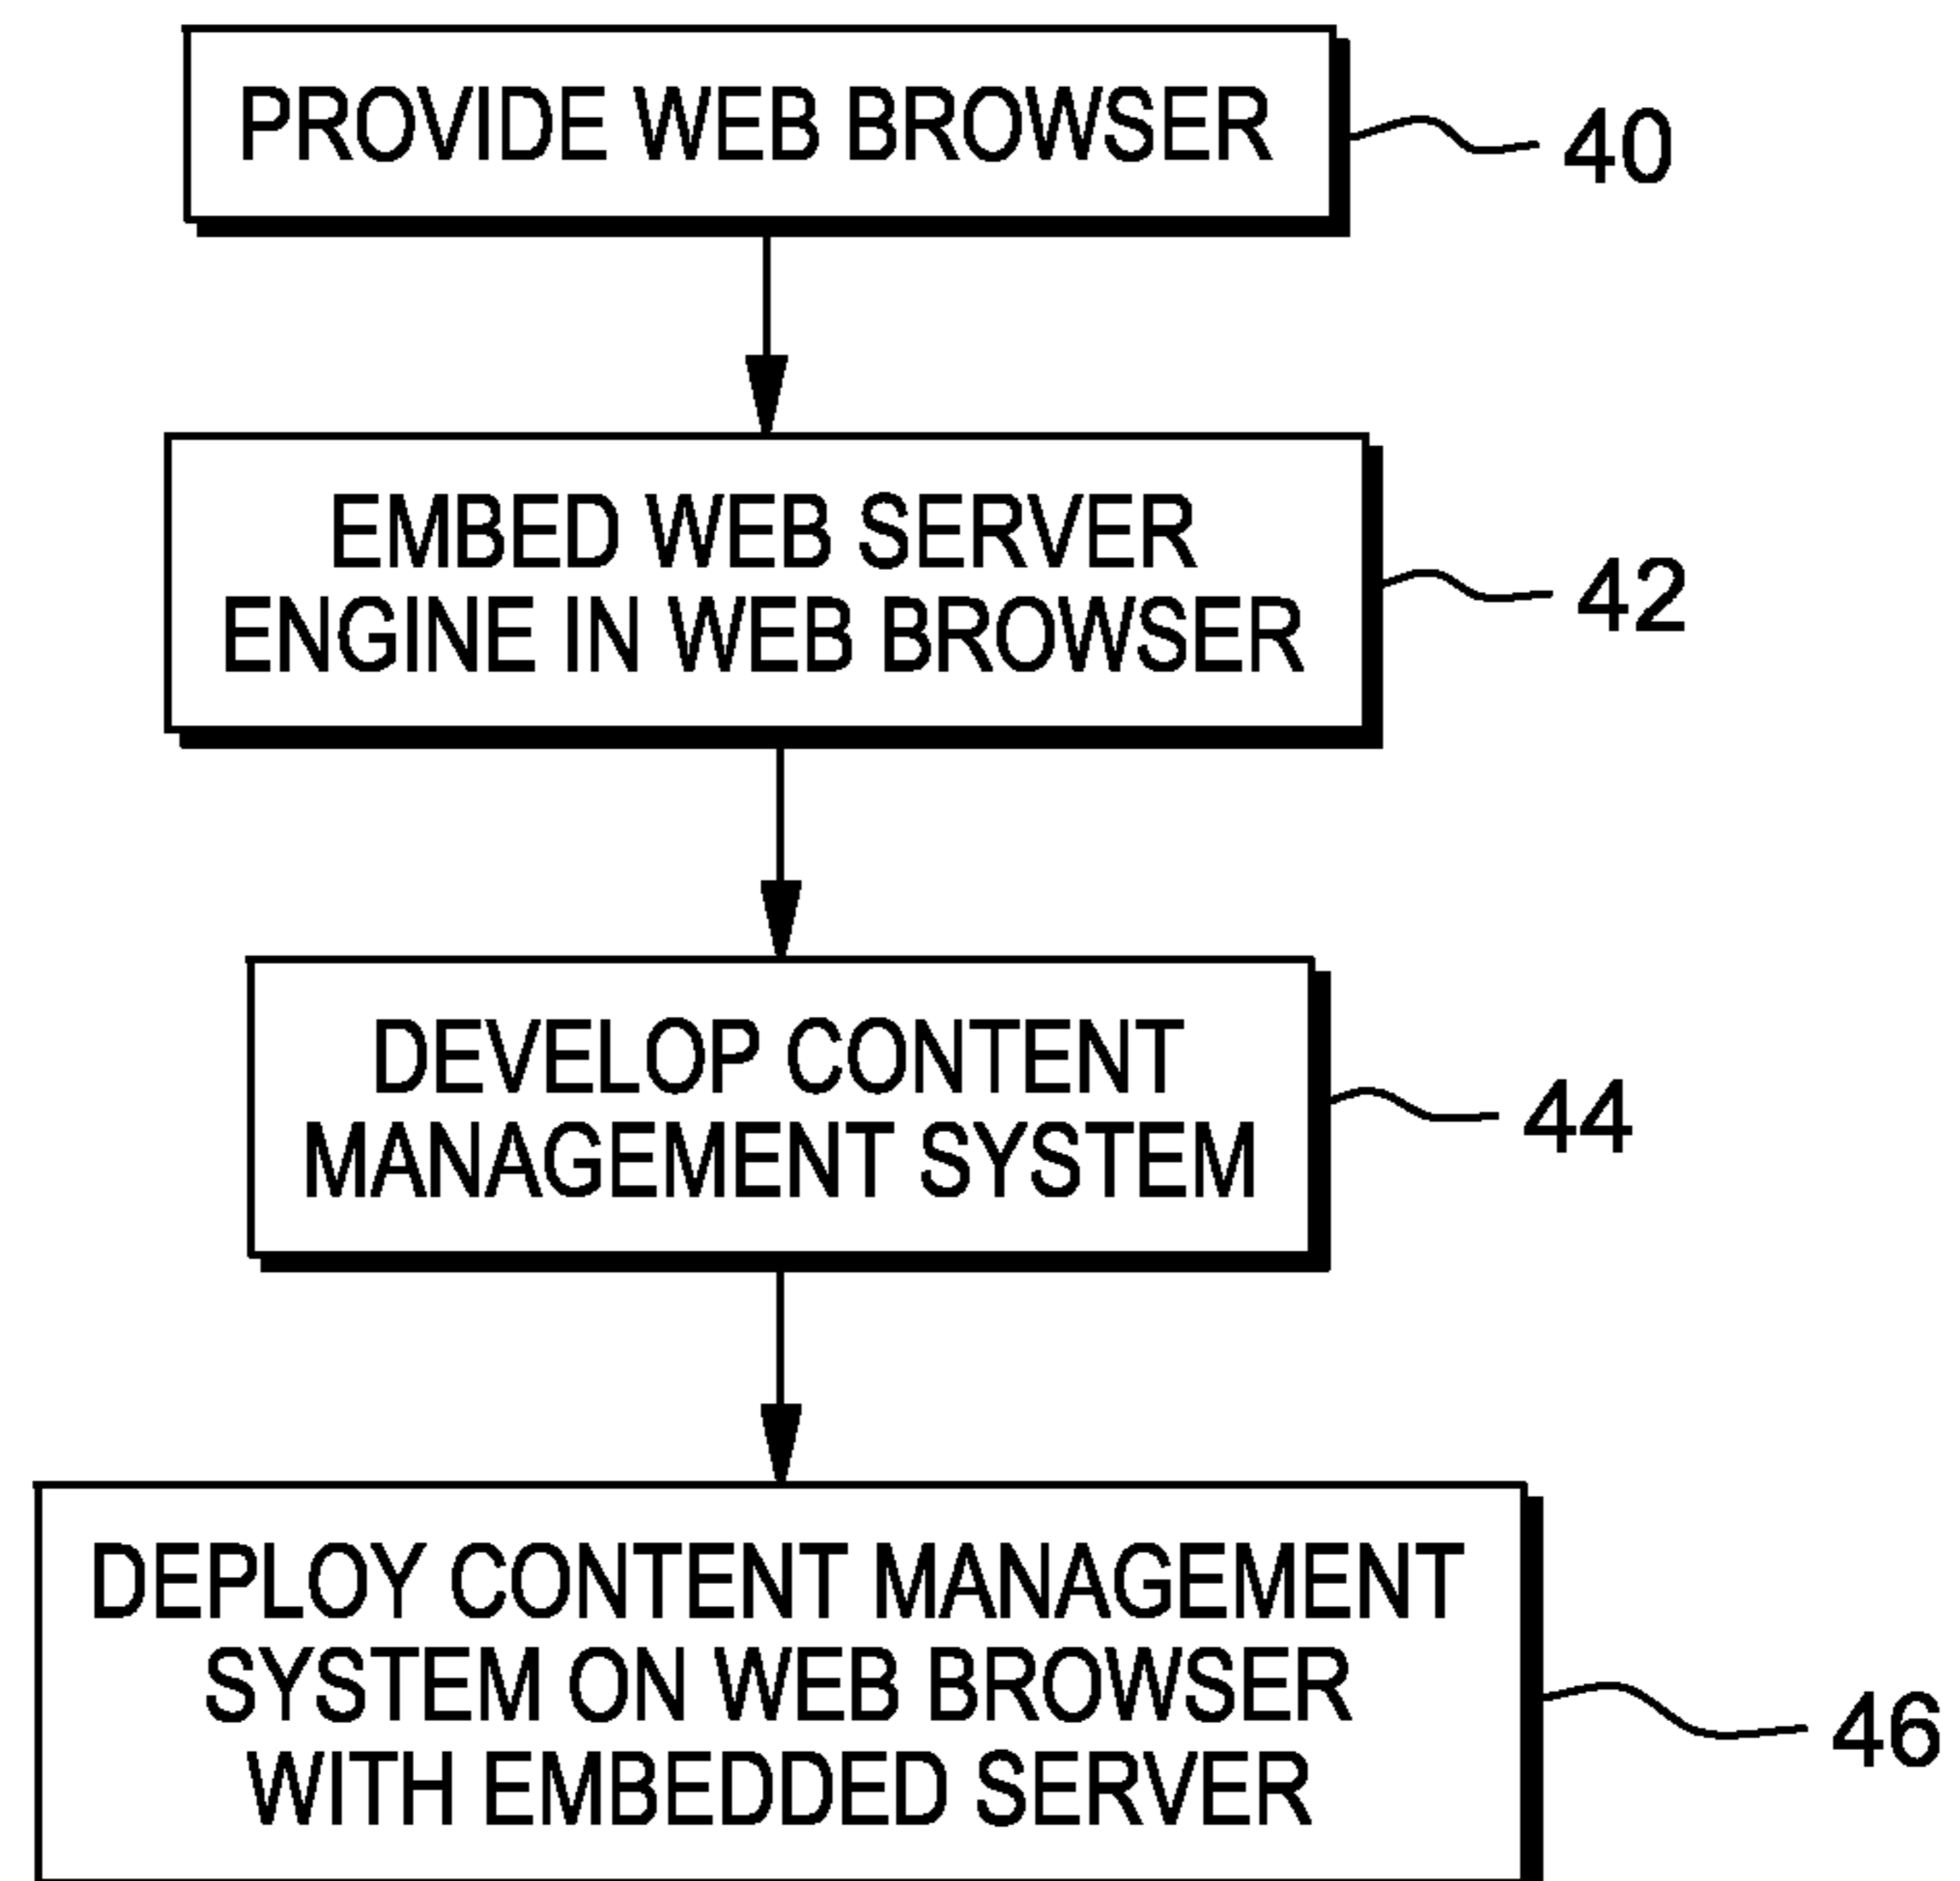 PROVIDE WEB BROWSER
40
EMBED WEB SERVER
ENGINE IN WEB BROWSER
42
DEVELOP CONTENT
MANAGEMENT SYSTEM
44
DEPLOY CONTENT MANAGEMENT
SYSTEM ON WEB BROWSER
WITH EMBEDDED SERVER
46